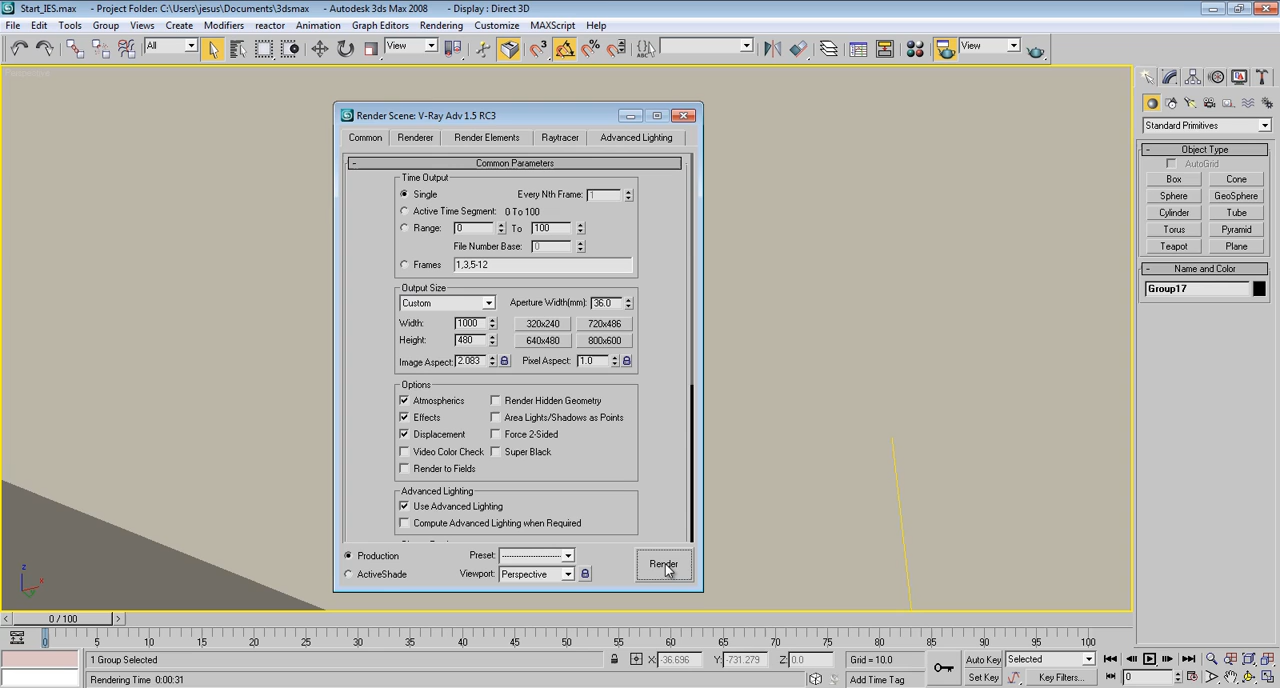 Start_IES.max - Project Folder: C:\Users\jesus\Documents\3dsmax - Autodesk 3ds Max 2008 - Display : Direct 3D
File Edit Tools Group Views Create Modifiers reactor Animation Graph Editors Rendering Customize MAXScript Help
All View View
Render Scene: V-Ray Adv 1.5 RC3
Common Renderer Render Elements Raytracer Advanced Lighting
- Common Parameters
Time Output
Single Every Nth Frame: 1
Active Time Segment: 0 To 100
Range: 0 To 100
File Number Base: 0
Frames 1,3,5-12
Output Size
Custom Aperture Width(mm): 36.0
Width: 1000 320x240 720x486
Height: 480 640x480 800x600
Image Aspect: 2.083 Pixel Aspect: 1.0
Options
Atmospherics Render Hidden Geometry
Effects Area Lights/Shadows as Points
Displacement Force 2-Sided
Video Color Check Super Black
Render to Fields
Advanced Lighting
Use Advanced Lighting
Compute Advanced Lighting when Required
Production Preset: Render
ActiveShade Viewport: Perspective
Standard Primitives
- Object Type
AutoGrid
Box Cone
Sphere GeoSphere
Cylinder Tube
Torus Pyramid
Teapot Plane
- Name and Color
Group17
z
x
0 / 100
0 5 10 15 20 25 30 35 40 45 50 55 60 65 70 75 80 85 90 95 100
1 Group Selected X: -36.696 Y: -731.279 Z: 0.0 Grid = 10.0 Auto Key Selected
Rendering Time 0:00:31 Add Time Tag Set Key Key Filters... 0